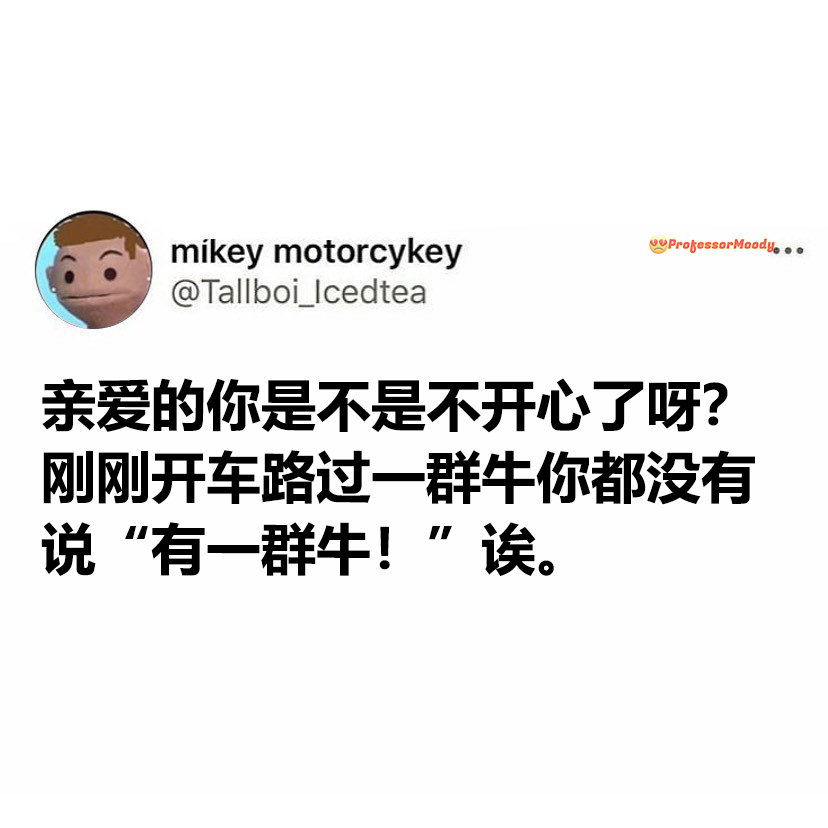 mikey motorcykey
ProfessorMoody
@Tallboi_Icedtea
亲爱的你是不是不开心了呀？
刚刚开车路过一群牛你都没有
说“有一群牛！”诶。